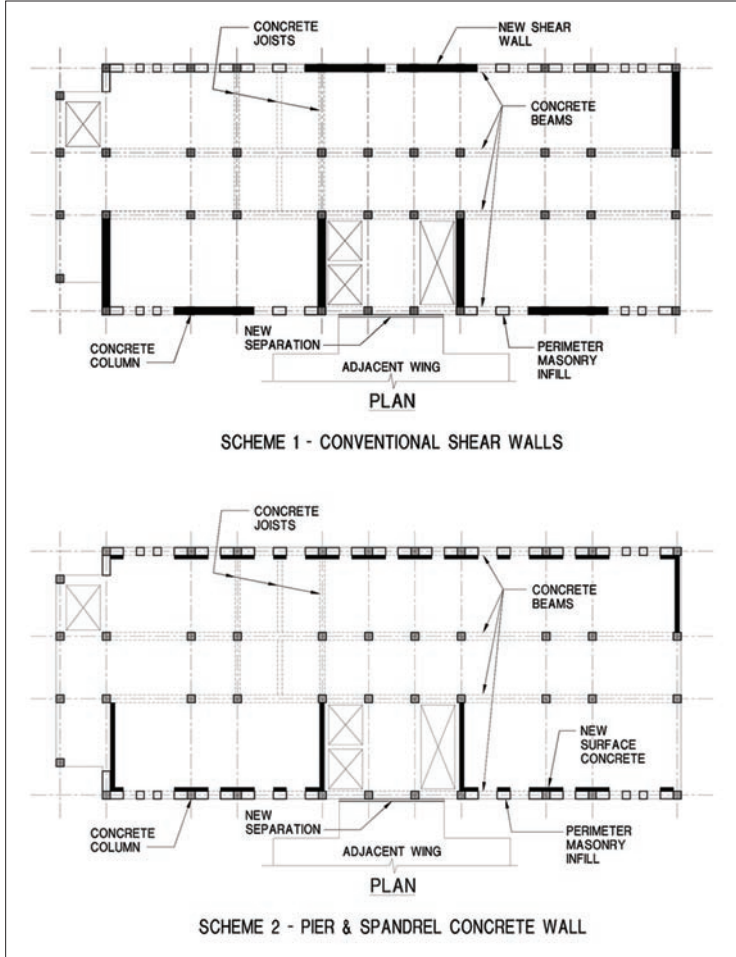 CONCRETE
JOISTS
NEW SHEAR
WALL
CONCRETE
BEAMS
CONCRETE
COLUMN
NEW
SEPARATION
ADJACENT WING
PERIMETER
MASONRY
INFILL
PLAN
SCHEME 1 - CONVENTIONAL SHEAR WALLS
CONCRETE
JOISTS
CONCRETE
BEAMS
NEW
SURFACE
CONCRETE
CONCRETE
COLUMN
NEW
SEPARATION
ADJACENT WING
PERIMETER
MASONRY
INFILL
PLAN
SCHEME 2 - PIER & SPANDREL CONCRETE WALL